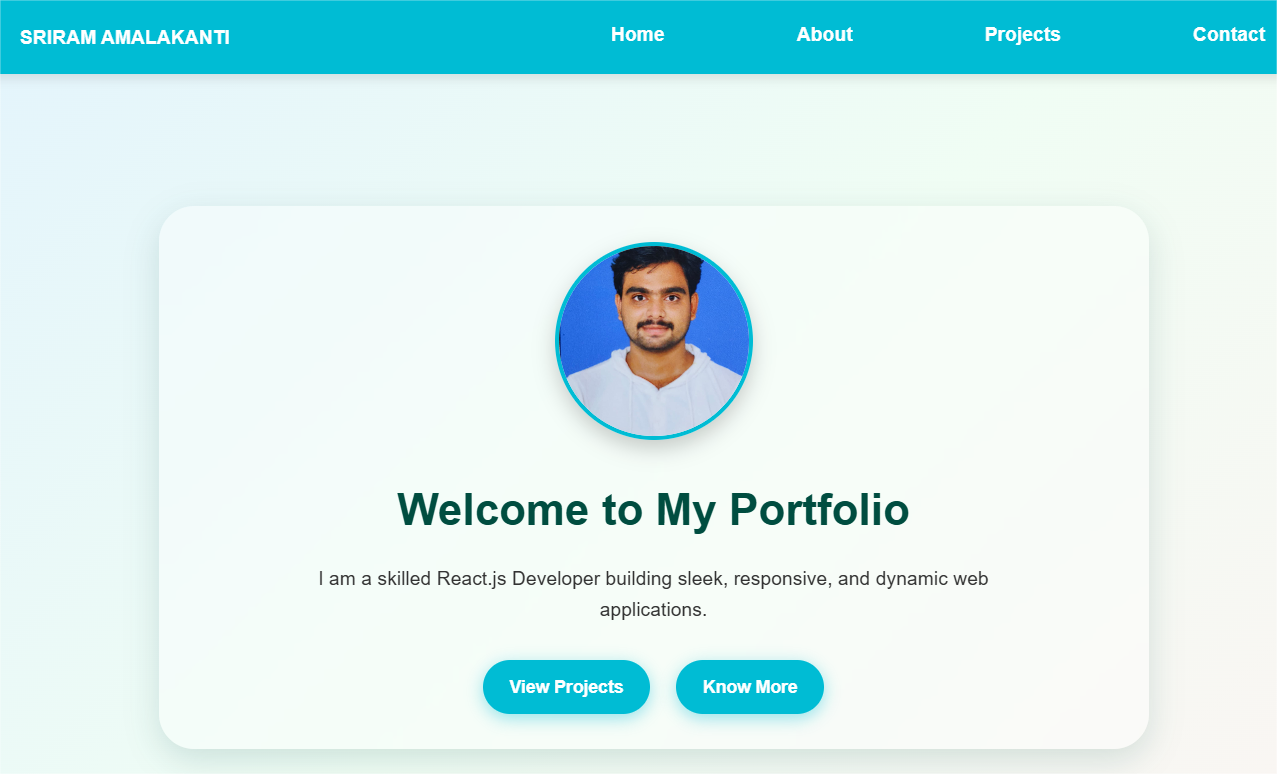 SRIRAM AMALAKANTI
Home
About
Projects
Contact
Welcome to My Portfolio
I am a skilled React.js Developer building sleek, responsive, and dynamic web
applications.
View Projects
Know More